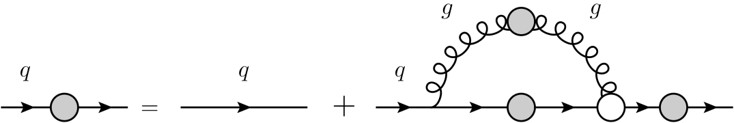 g g
q q q
= +